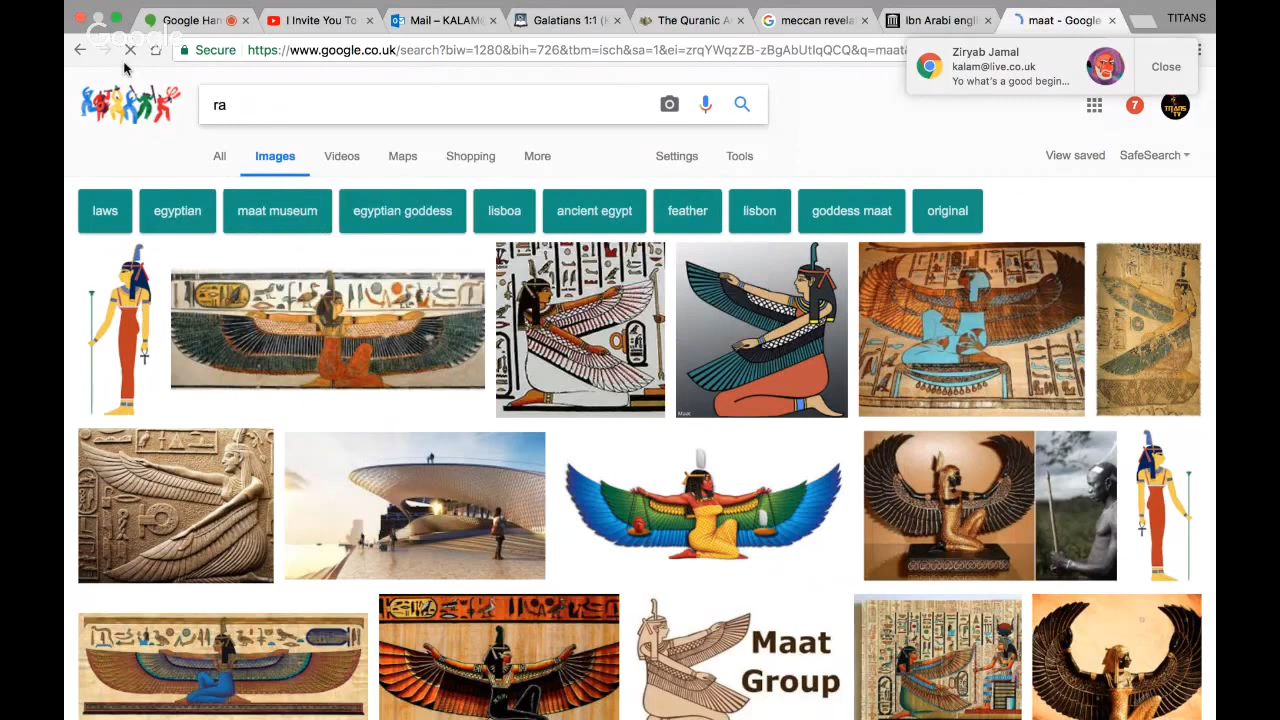 Google Han
I Invite You To
Mail – KALAM
Galatians 1:1 (
The Quranic A
meccan revela
Ibn Arabi engli
maat - Google
TITANS
Google
Secure
https://www.google.co.uk/search?biw=1280&bih=726&tbm=isch&sa=1&ei=zrqYWqzZB-zBgAbUtIqQCQ&q=maat
Ziryab Jamal
kalam@live.co.uk
Yo what's a good begin...
Close
ra
7
All
Images
Videos
Maps
Shopping
More
Settings
Tools
View saved
SafeSearch
laws
egyptian
maat museum
egyptian goddess
lisboa
ancient egypt
feather
lisbon
goddess maat
original
Maat
Maat
Group